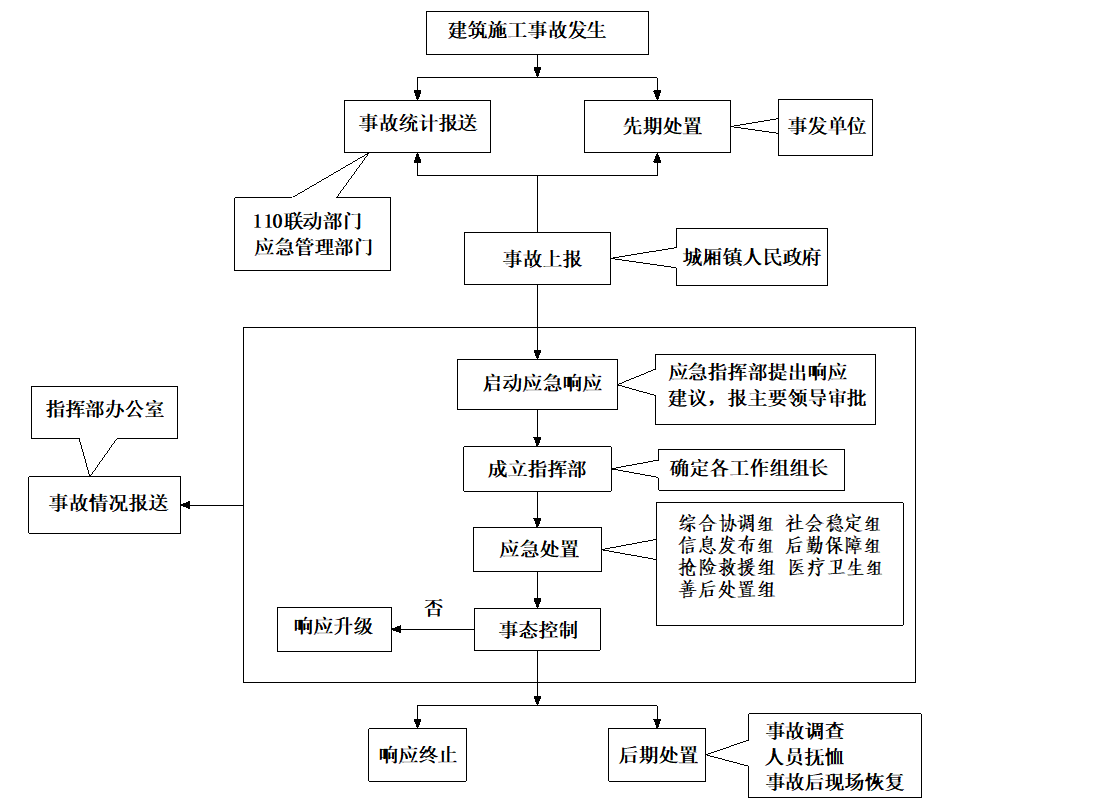 建筑施工事故发生
事故统计报送
先期处置
事发单位
110联动部门
应急管理部门
事故上报
城厢镇人民政府
启动应急响应
应急指挥部提出响应
建议，报主要领导审批
指挥部办公室
成立指挥部
确定各工作组组长
事故情况报送
应急处置
综合协调组 社会稳定组
信息发布组 后勤保障组
抢险救援组 医疗卫生组
善后处置组
否
响应升级
事态控制
响应终止
后期处置
事故调查
人员抚恤
事故后现场恢复